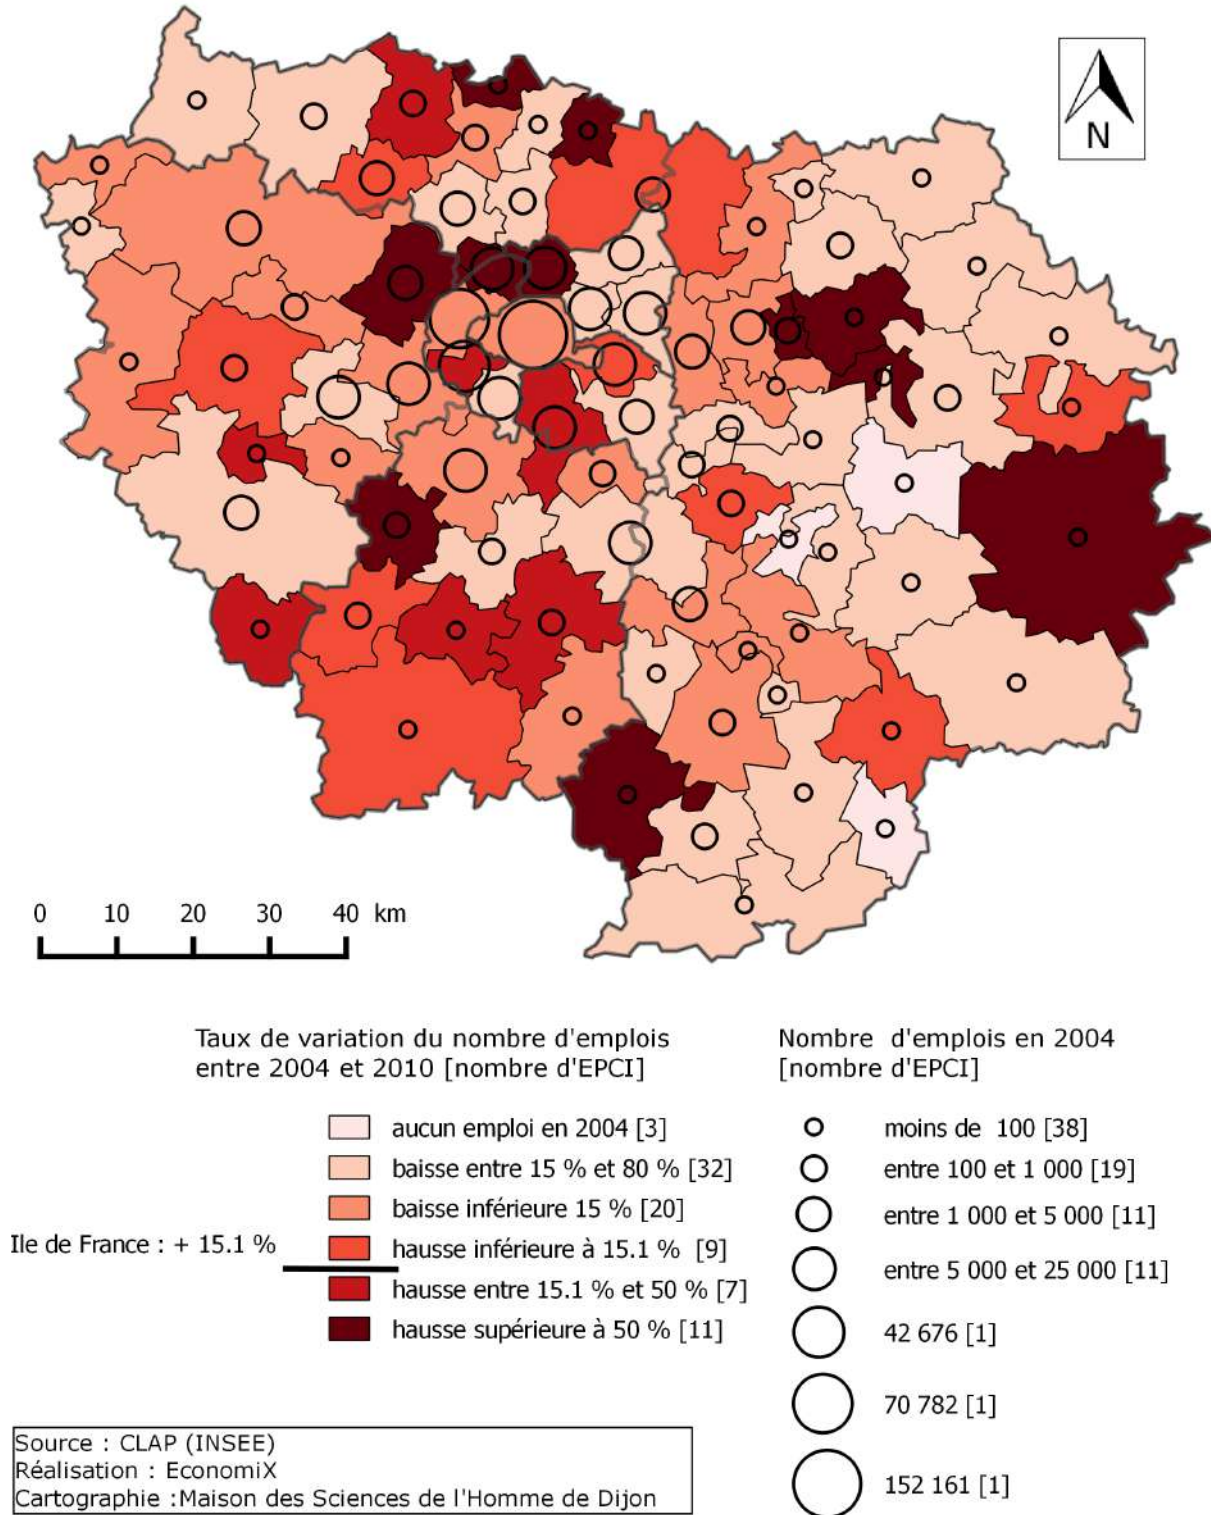 N
0 10 20 30 40 km
Taux de variation du nombre d'emplois
entre 2004 et 2010 [nombre d'EPCI]
aucun emploi en 2004 [3]
baisse entre 15 % et 80 % [32]
baisse inférieure 15 % [20]
Ile de France : + 15.1 %
hausse inférieure à 15.1 % [9]
hausse entre 15.1 % et 50 % [7]
hausse supérieure à 50 % [11]
Nombre d'emplois en 2004
[nombre d'EPCI]
moins de 100 [38]
entre 100 et 1 000 [19]
entre 1 000 et 5 000 [11]
entre 5 000 et 25 000 [11]
42 676 [1]
70 782 [1]
152 161 [1]
Source : CLAP (INSEE)
Réalisation : EconomiX
Cartographie :Maison des Sciences de l'Homme de Dijon